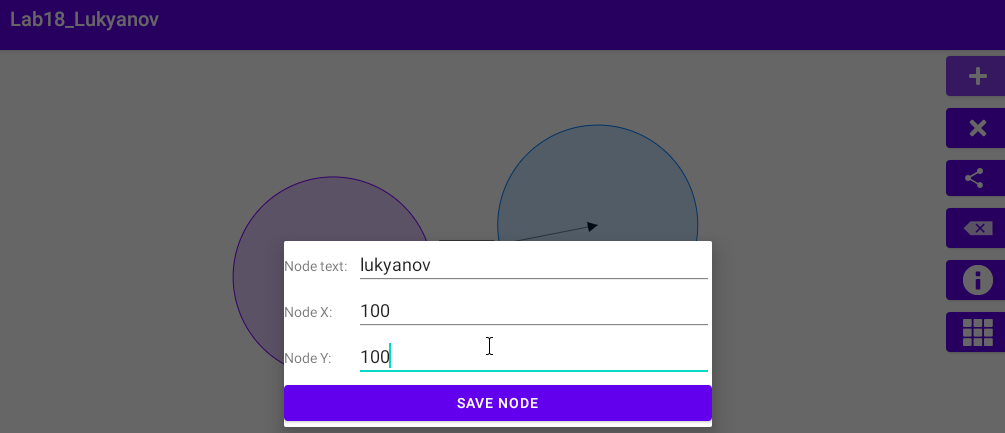 Lab18_Lukyanov
Node text: lukyanov
Node X: 100
Node Y: 100
SAVE NODE